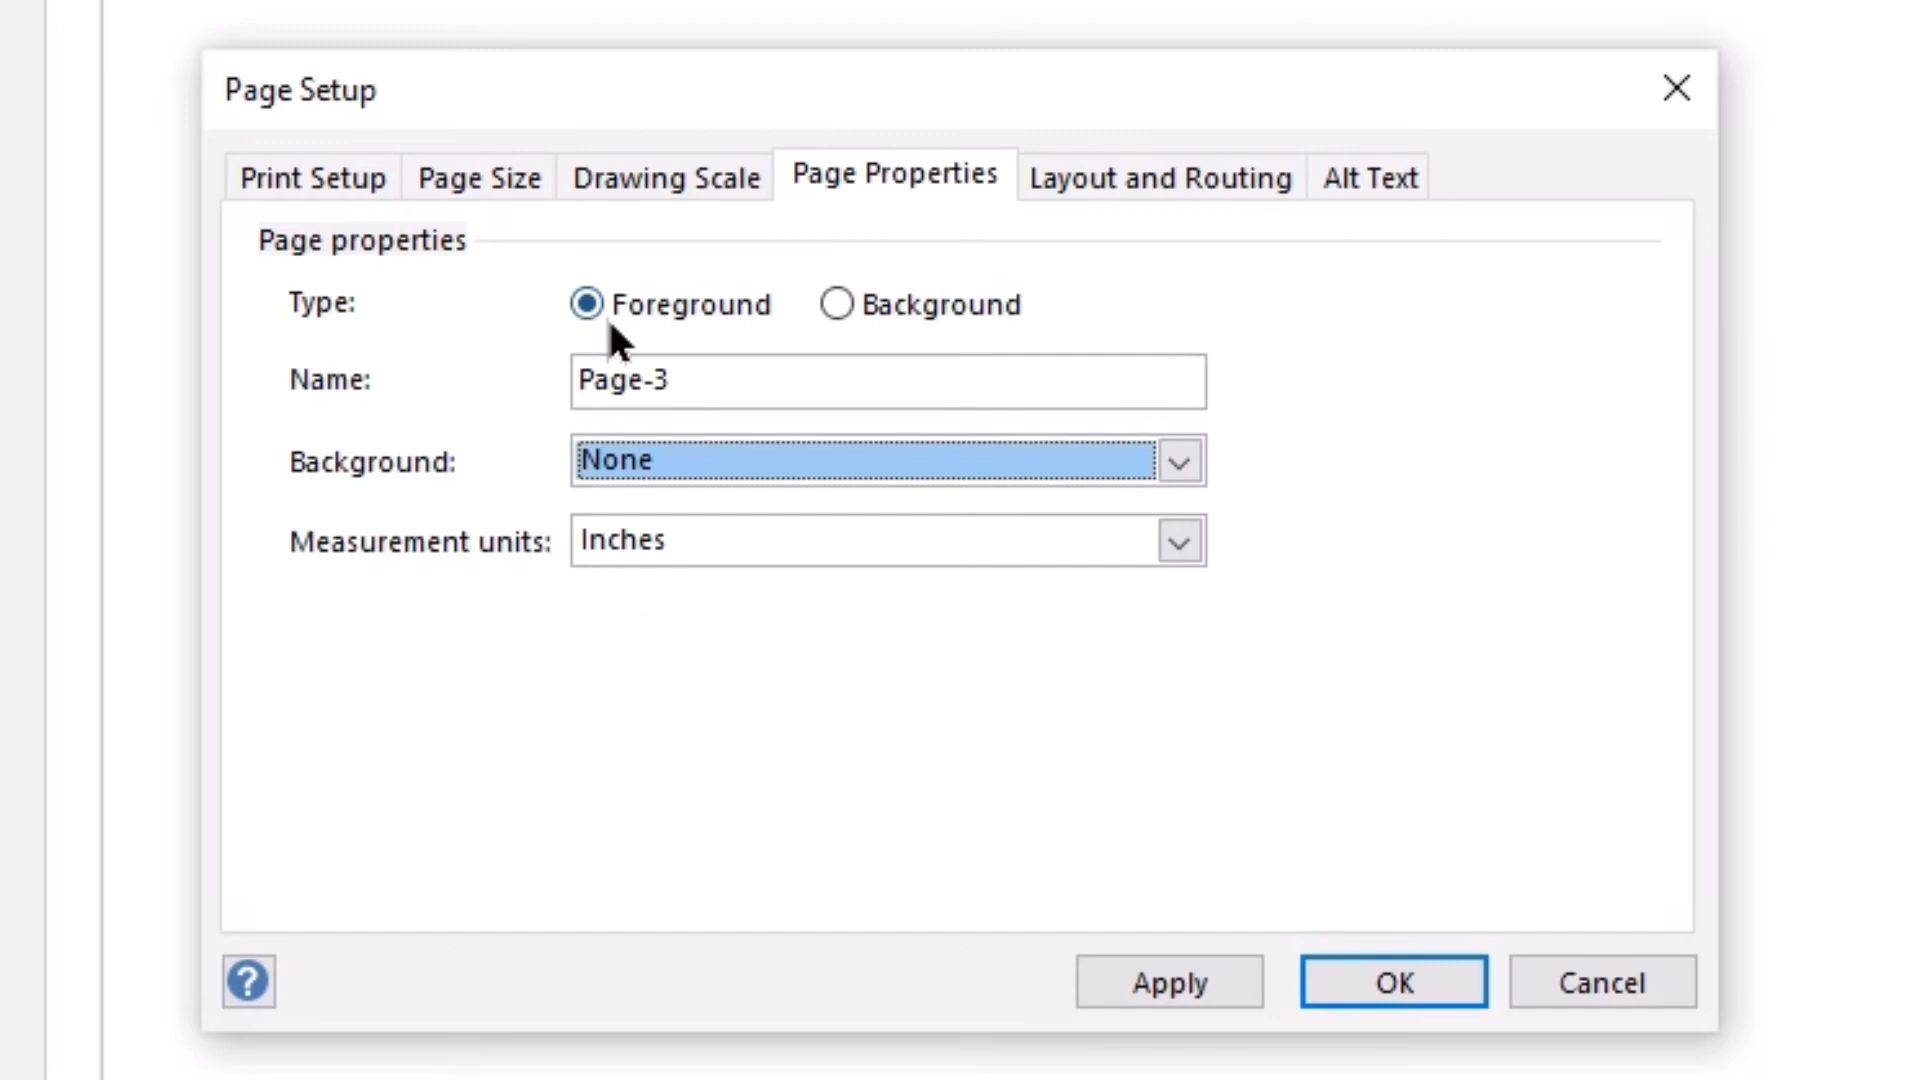 Page Setup
Print Setup Page Size Drawing Scale Page Properties Layout and Routing Alt Text
Page properties
Type: Foreground Background
Name: Page-3
Background: None
Measurement units: Inches
? Apply OK Cancel